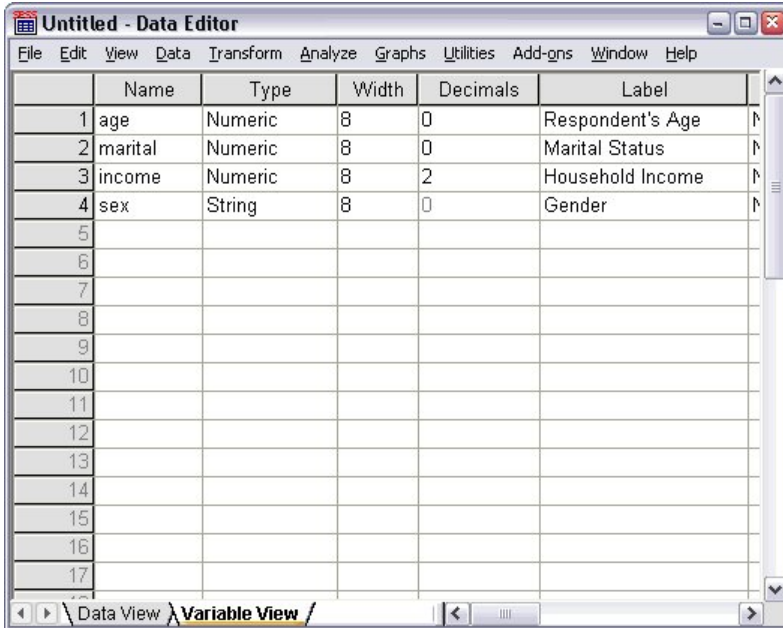 SPSS Untitled - Data Editor
File Edit View Data Transform Analyze Graphs Utilities Add-ons Window Help
Name Type Width Decimals Label
1 age Numeric 8 0 Respondent's Age
2 marital Numeric 8 0 Marital Status
3 income Numeric 8 2 Household Income
4 sex String 8 0 Gender
5
6
7
8
9
10
11
12
13
14
15
16
17
Data View Variable View